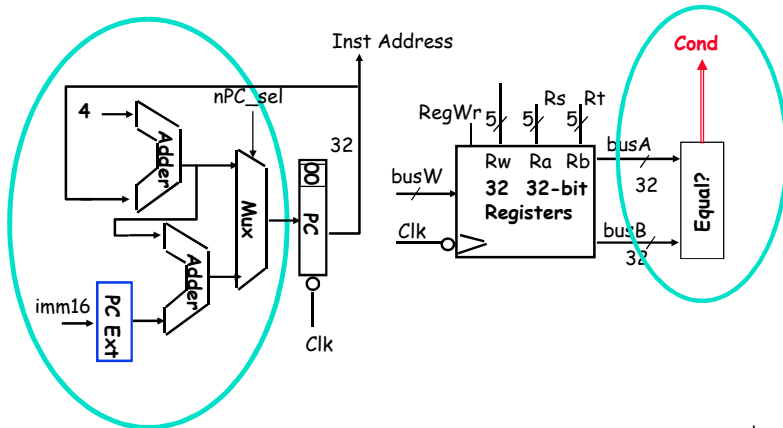 Inst Address
Cond
nPC_sel
4
Adder
32
Mux
00
PC
Adder
imm16
PC Ext
Clk
RegWr
5
5
Rs
5
Rt
busA
busW
Rw Ra Rb
32 32-bit
Registers
32
Equal?
Clk
busB
32